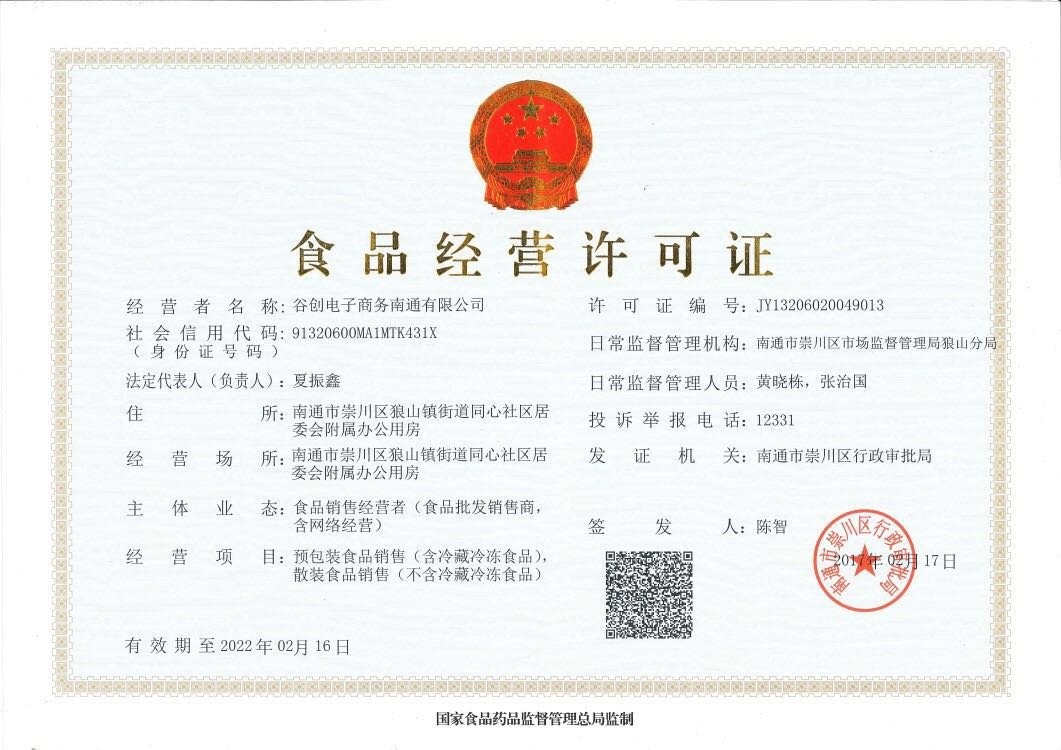 食品经营许可证
经营者名称：谷创电子商务南通有限公司
社会信用代码：91320600MA1MTK431X
（身份证号码）
法定代表人（负责人）：夏振鑫
住所：南通市崇川区狼山镇街道同心社区居
委会附属办公用房
经营场所：南通市崇川区狼山镇街道同心社区居
委会附属办公用房
主体业态：食品销售经营者（食品批发销售商，
含网络经营）
经营项目：预包装食品销售（含冷藏冷冻食品），
散装食品销售（不含冷藏冷冻食品）
有效期至2022年02月16日
许可证编号：JY13206020049013
日常监督管理机构：南通市崇川区市场监督管理局狼山分局
日常监督管理人员：黄晓栋，张治国
投诉举报电话：12331
发证机关：南通市崇川区行政审批局
签发人：陈智
南通市崇川区行政审批局
2017年02月17日
国家食品药品监督管理总局监制